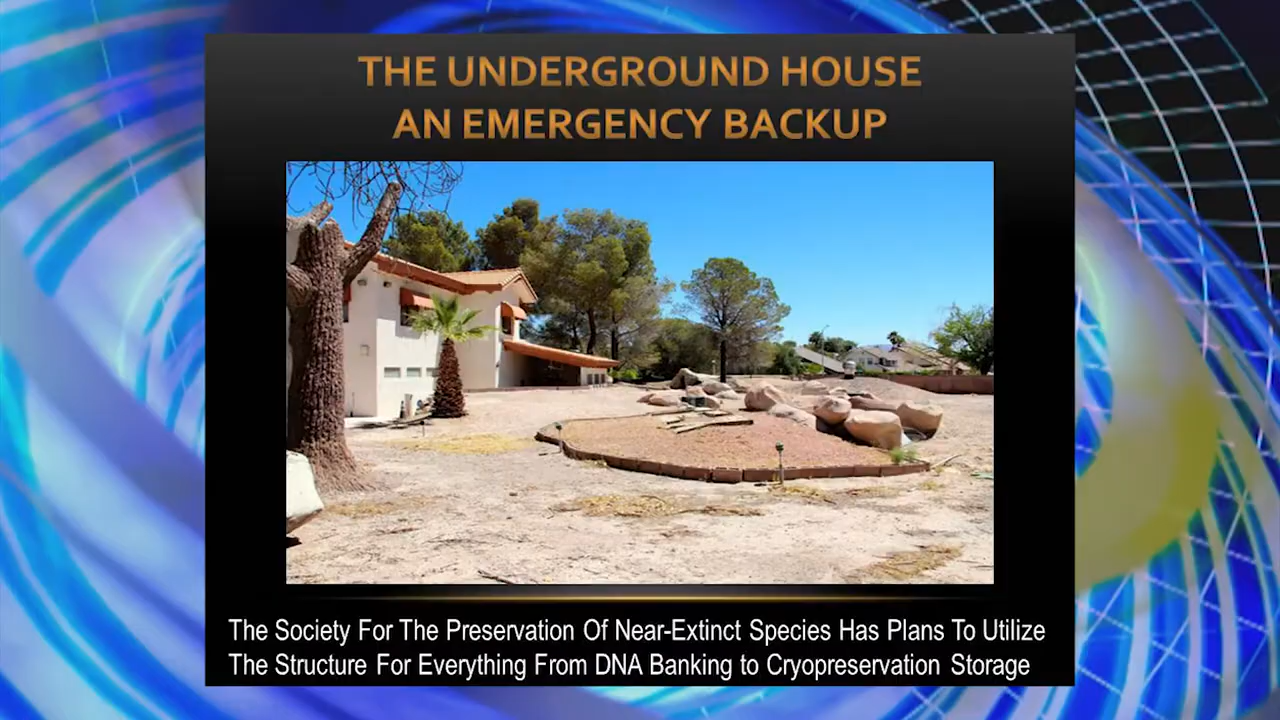 THE UNDERGROUND HOUSE
AN EMERGENCY BACKUP
The Society For The Preservation Of Near-Extinct Species Has Plans To Utilize
The Structure For Everything From DNA Banking to Cryopreservation Storage